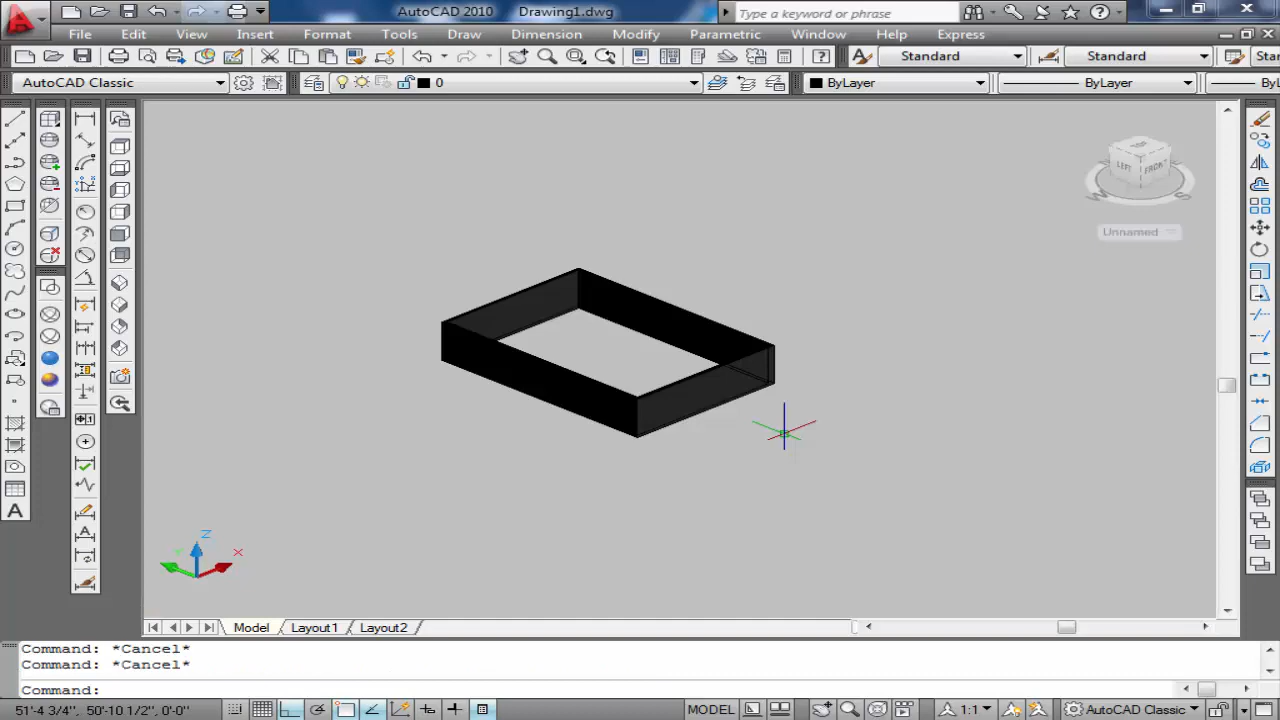 AutoCAD 2010 Drawing1.dwg
Type a keyword or phrase
File Edit View Insert Format Tools Draw Dimension Modify Parametric Window Help Express
Standard Standard
AutoCAD Classic 0 ByLayer ByLayer
TOP
LEFT FRONT
W S
Unnamed
Z
Y X
Model Layout1 Layout2
Command: *Cancel*
Command: *Cancel*
Command:
51'-4 3/4", 50'-10 1/2", 0'-0" MODEL 1:1 AutoCAD Classic